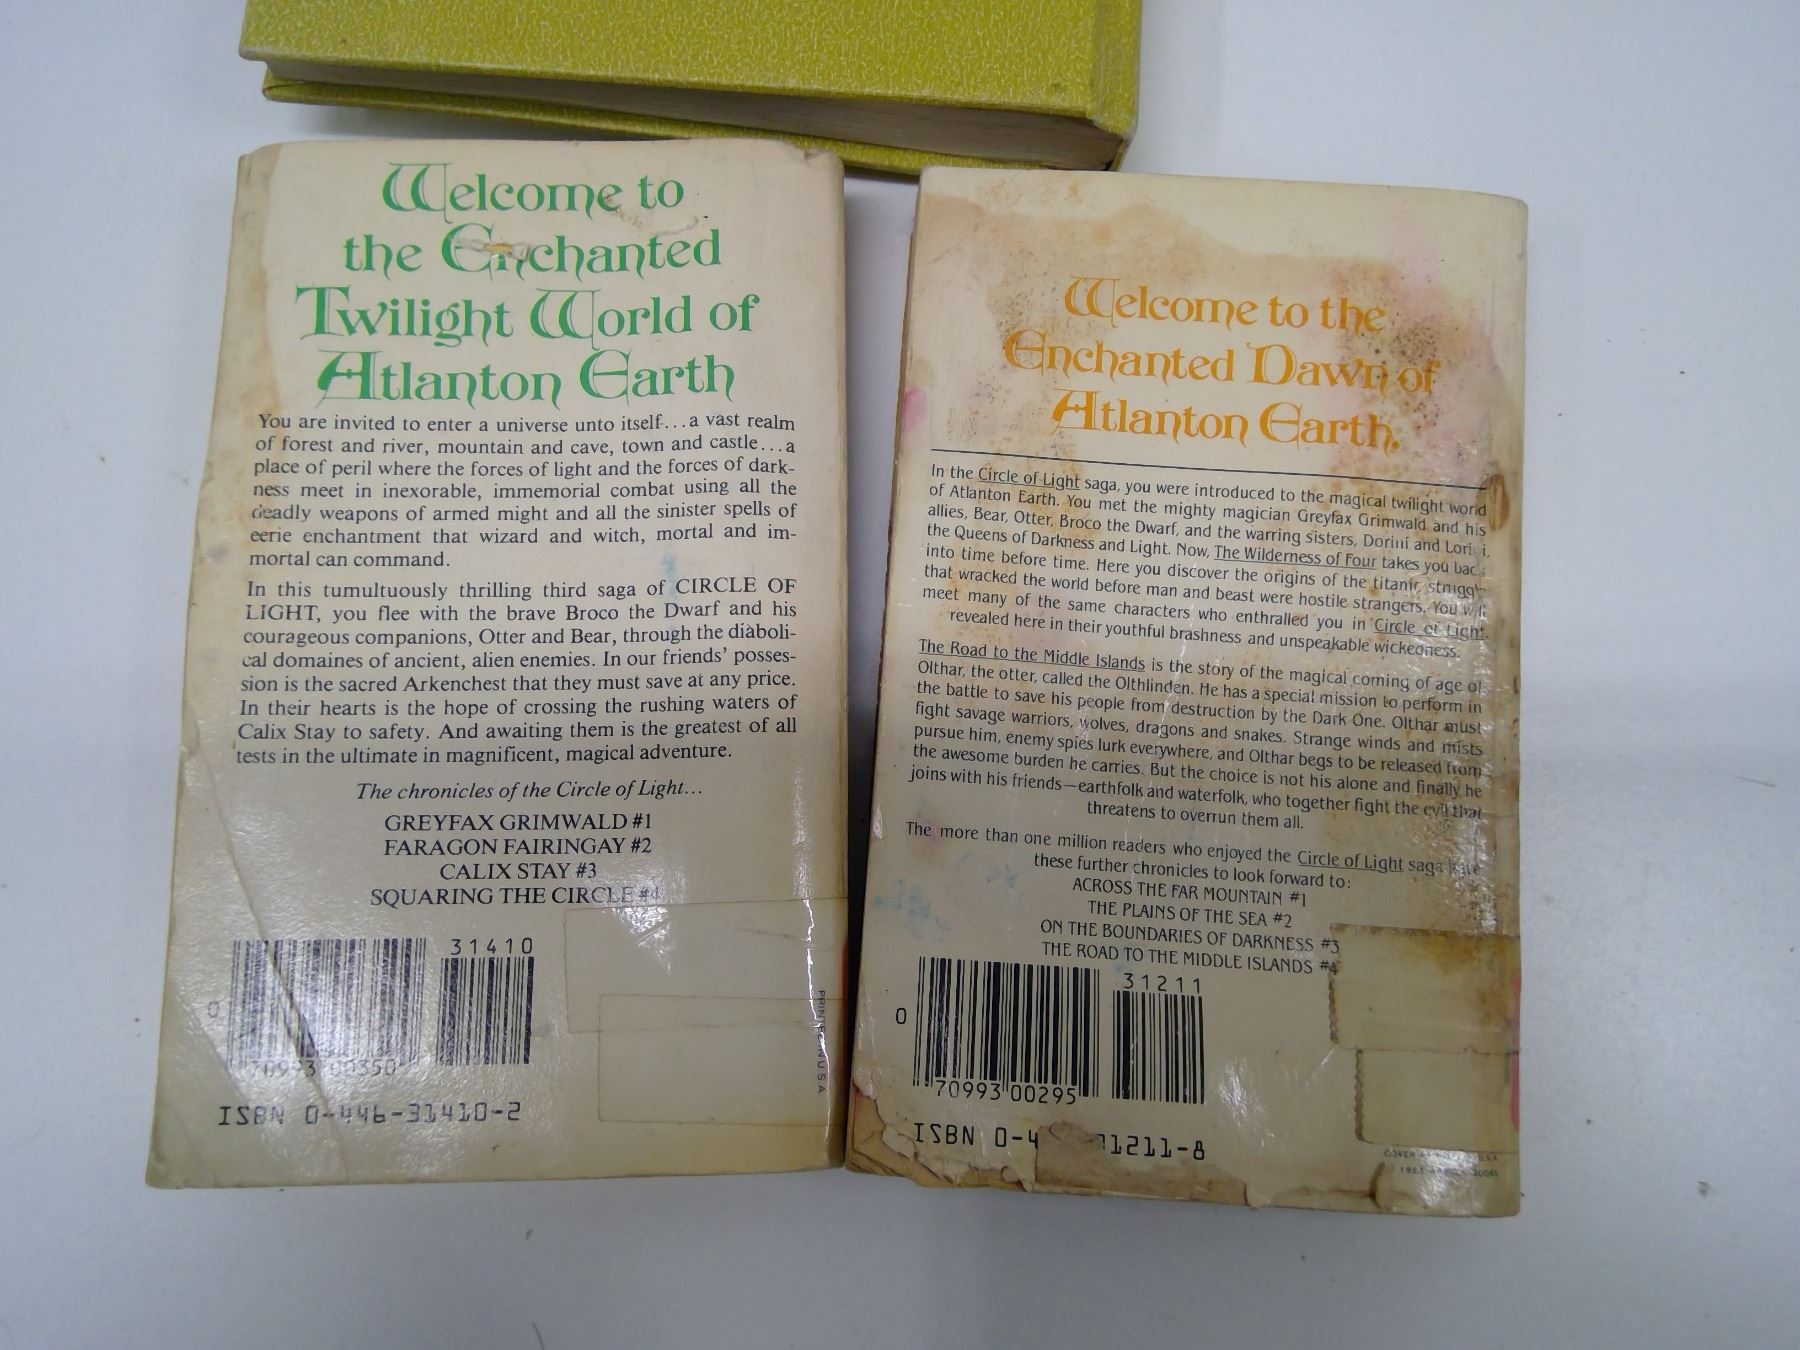 Welcome to
the Enchanted
Twilight World of
Atlanton Earth
You are invited to enter a universe unto itself...a vast realm
of forest and river, mountain and cave, town and castle...a
place of peril where the forces of light and the forces of dark-
ness meet in inexorable, immemorial combat using all the
deadly weapons of armed might and all the sinister spells of
eerie enchantment that wizard and witch, mortal and im-
mortal can command.
In this tumultuously thrilling third saga of CIRCLE OF
LIGHT, you flee with the brave Broco the Dwarf and his
courageous companions, Otter and Bear, through the diaboli-
cal domaines of ancient, alien enemies. In our friends' posses-
sion is the sacred Arkenchest that they must save at any price.
In their hearts is the hope of crossing the rushing waters of
Calix Stay to safety. And awaiting them is the greatest of all
tests in the ultimate in magnificent, magical adventure.
The chronicles of the Circle of Light...
GREYFAX GRIMWALD #1
FARAGON FAIRINGAY #2
CALIX STAY #3
SQUARING THE CIRCLE #4
31410
0
70993 00350
ISBN 0-446-31410-2
PRINTED IN U S A
Welcome to the
Enchanted Dawn of
Atlanton Earth.
In the Circle of Light saga, you were introduced to the magical twilight world
of Atlanton Earth. You met the mighty magician Greyfax Grimwald and his
allies, Bear, Otter, Broco the Dwarf, and the warring sisters, Dorini and
the Queens of Darkness and Light. Now, The Wilderness of Four takes you
into time before time. Here you discover the origins of the titanic
that wracked the world before man and beast were hostile strangers. You will
meet many of the same characters who enthralled you in Circle of Light,
revealed here in their youthful brashness and unspeakable wickedness.
The Road to the Middle Islands is the story of the magical coming of age of
Olthar, the otter, called the Olthlinden. He has a special mission to perform in
the battle to save his people from destruction by the Dark One. Olthar must
fight savage warriors, wolves, dragons and snakes. Strange winds and mists
pursue him, enemy spies lurk everywhere, and Olthar begs to be released from
the awesome burden he carries. But the choice is not his alone and finally he
joins with his friends—earthfolk and waterfolk, who together fight the evil that
threatens to overrun them all.
The more than one million readers who enjoyed the Circle of Light saga have
these further chronicles to look forward to:
ACROSS THE FAR MOUNTAIN #1
THE PLAINS OF THE SEA #2
ON THE BOUNDARIES OF DARKNESS #3
THE ROAD TO THE MIDDLE ISLANDS #4
31211
0
70993 00295
ISBN 0-4 1211-8
COVER